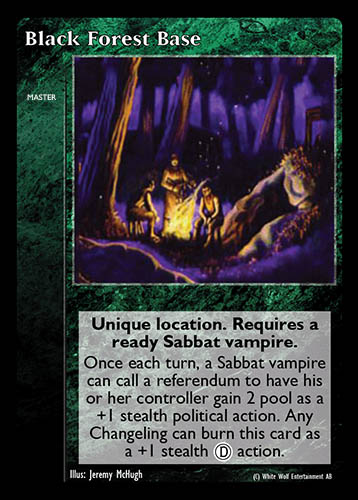 Black Forest Base
MASTER
Unique location. Requires a
ready Sabbat vampire.
Once each turn, a Sabbat vampire
can call a referendum to have his
or her controller gain 2 pool as a
+1 stealth political action. Any
Changeling can burn this card as
a +1 stealth Ⓓ action.
Illus: Jeremy McHugh
(C) White Wolf Entertainment AB